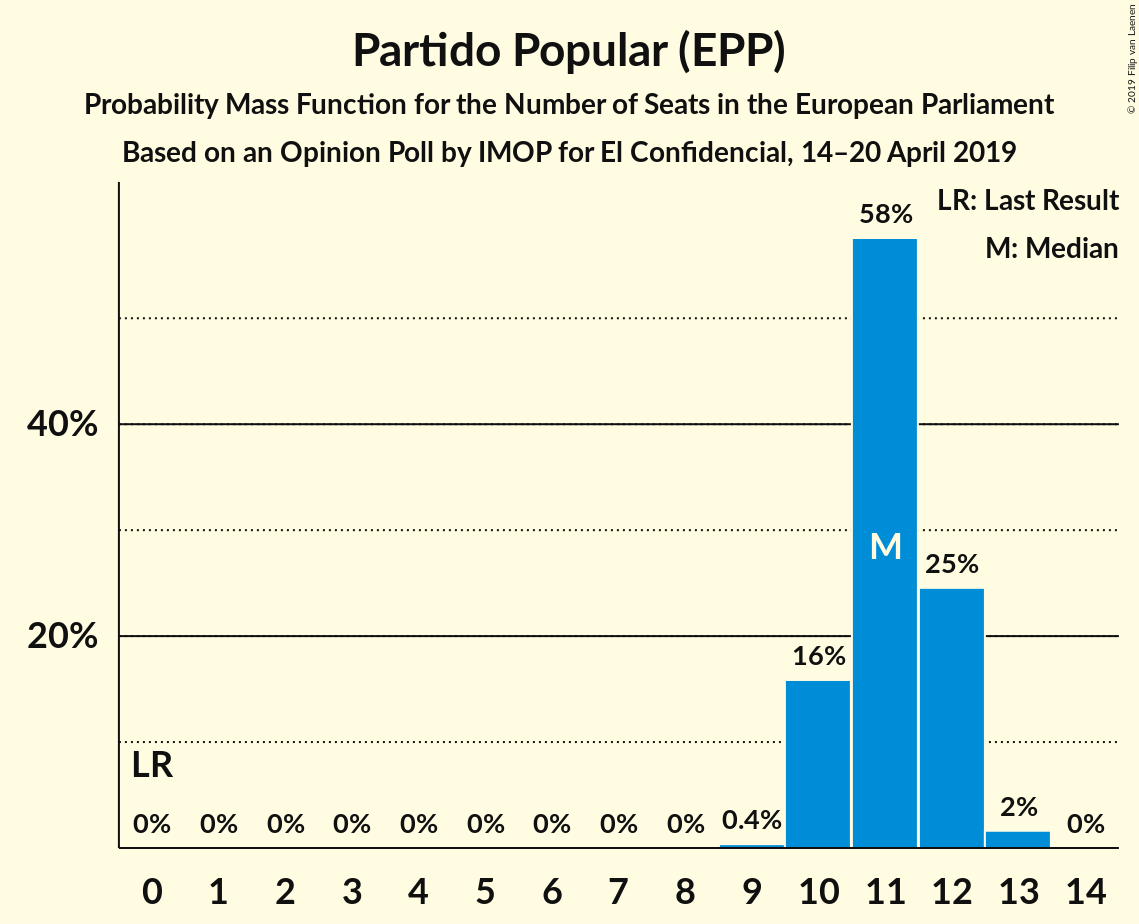 Partido Popular (EPP)
Probability Mass Function for the Number of Seats in the European Parliament
Based on an Opinion Poll by IMOP for El Confidencial, 14–20 April 2019
© 2019 Filip van Laenen
LR: Last Result
M: Median
58%
40%
M
25%
20%
16%
LR
0% 0% 0% 0% 0% 0% 0% 0% 0% 0.4% 2% 0%
0 1 2 3 4 5 6 7 8 9 10 11 12 13 14